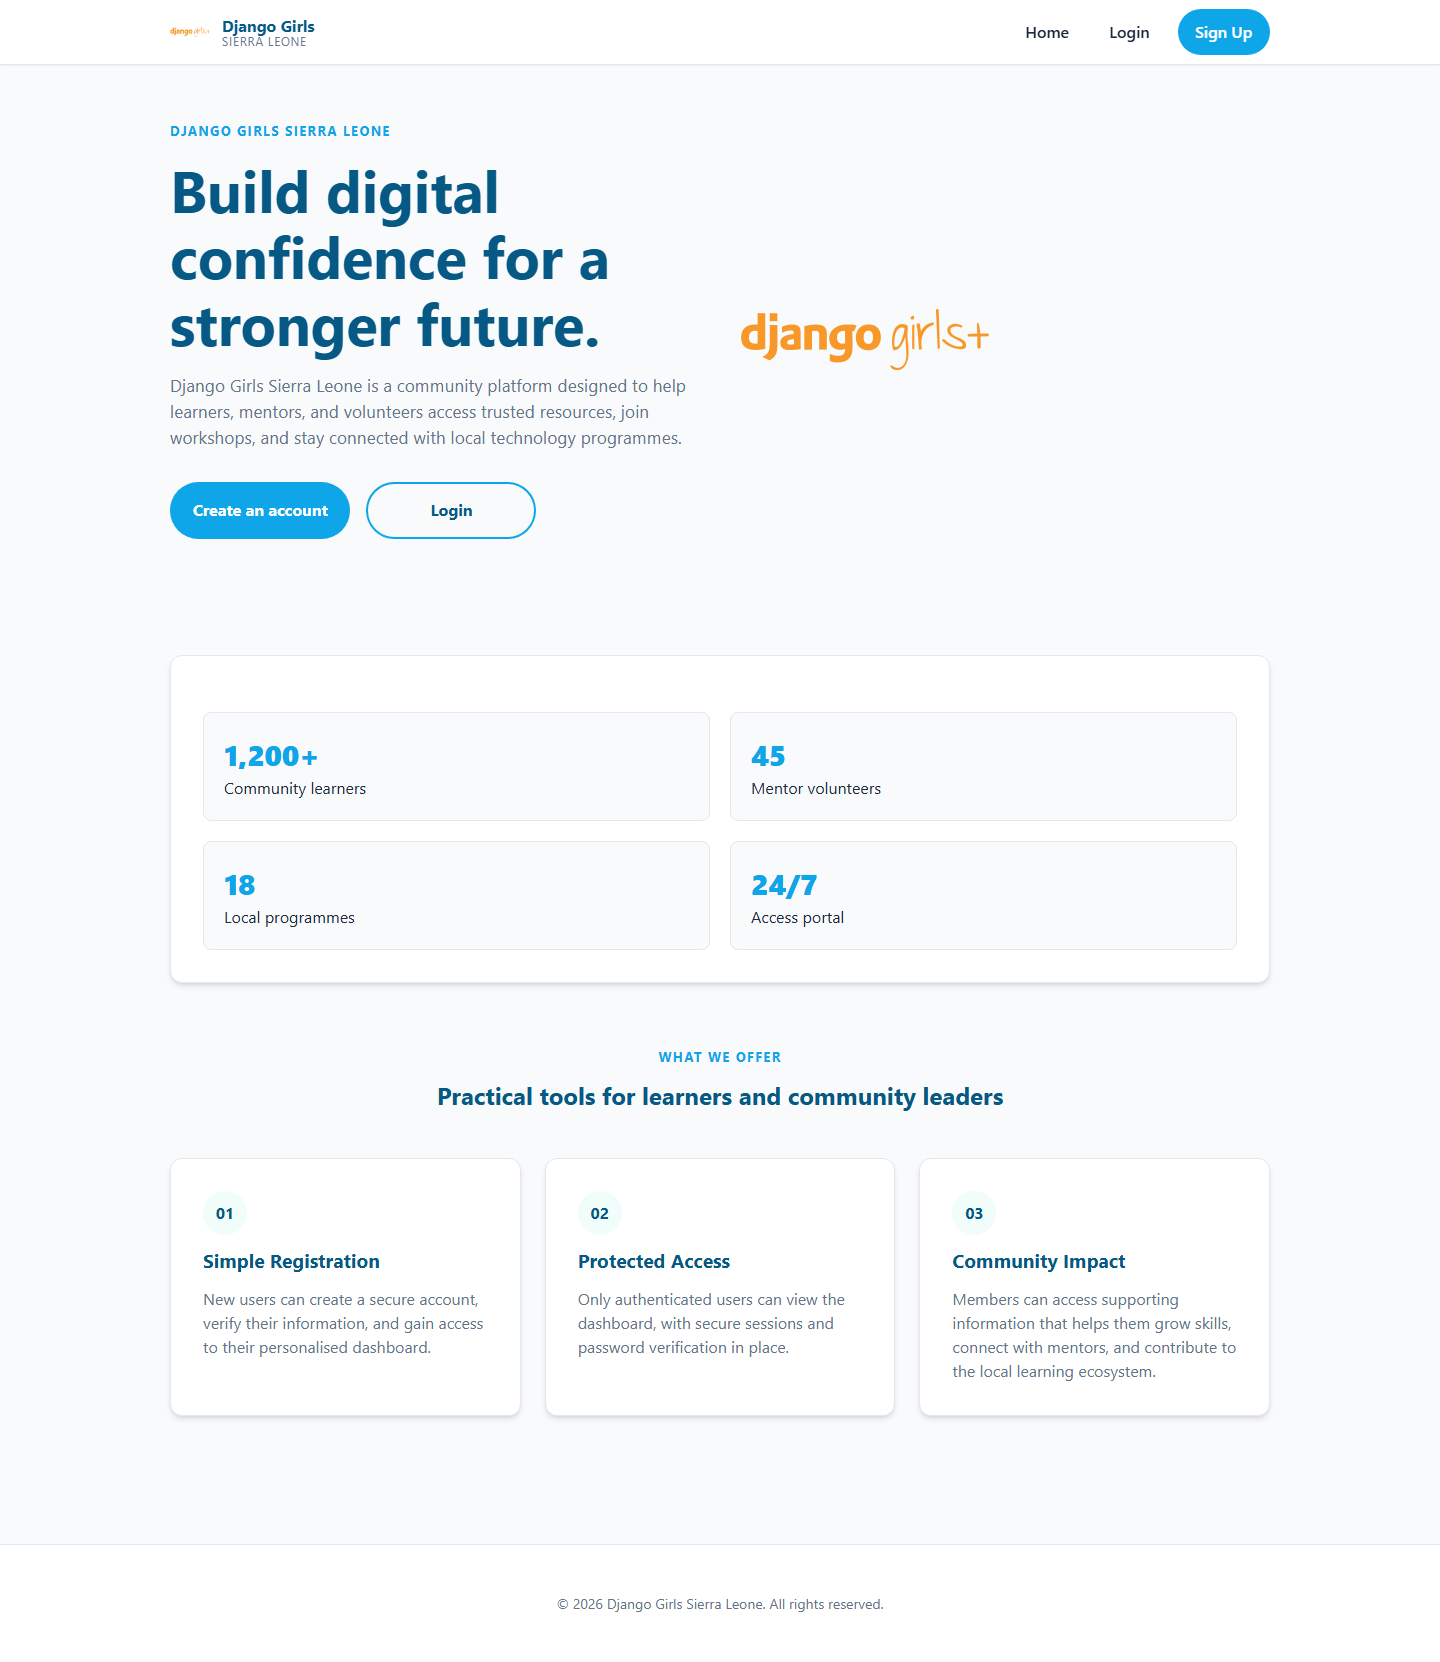 django girls+
Django Girls
SIERRA LEONE
Home
Login
Sign Up
DJANGO GIRLS SIERRA LEONE
Build digital
confidence for a
stronger future.
django girls+
Django Girls Sierra Leone is a community platform designed to help
learners, mentors, and volunteers access trusted resources, join
workshops, and stay connected with local technology programmes.
Create an account
Login
1,200+
Community learners
45
Mentor volunteers
18
Local programmes
24/7
Access portal
WHAT WE OFFER
Practical tools for learners and community leaders
01
Simple Registration
New users can create a secure account,
verify their information, and gain access
to their personalised dashboard.
02
Protected Access
Only authenticated users can view the
dashboard, with secure sessions and
password verification in place.
03
Community Impact
Members can access supporting
information that helps them grow skills,
connect with mentors, and contribute to
the local learning ecosystem.
© 2026 Django Girls Sierra Leone. All rights reserved.